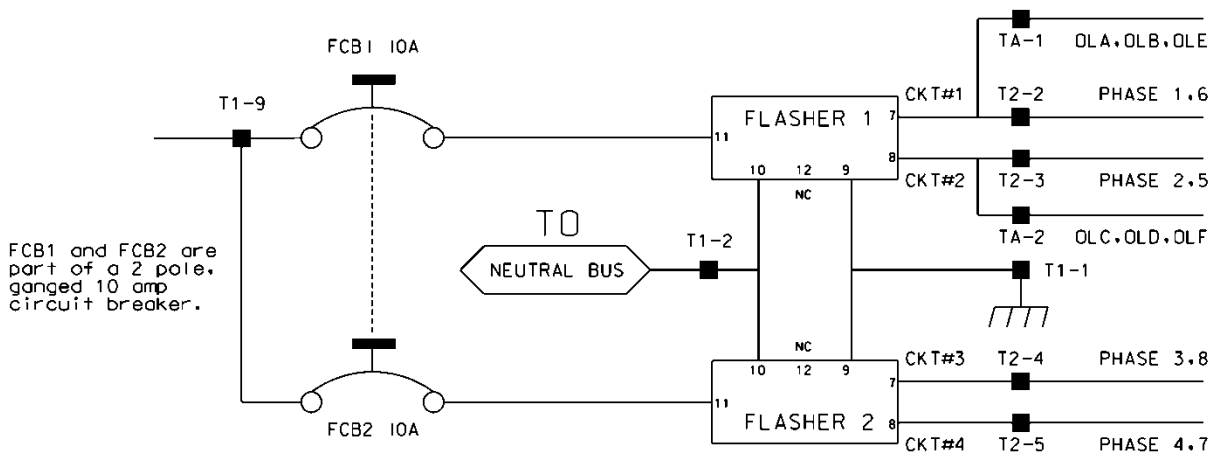 FCB1 10A
TA-1 OLA,OLB,OLE
T1-9
CKT#1 T2-2 PHASE 1,6
FLASHER 1
11
7
8
10 12 9
NC
CKT#2 T2-3 PHASE 2,5
TA-2 OLC,OLD,OLF
TO
NEUTRAL BUS
T1-2
T1-1
FCB1 and FCB2 are
part of a 2 pole,
ganged 10 amp
circuit breaker.
NC
10 12 9
CKT#3 T2-4 PHASE 3,8
7
11
FLASHER 2
8
FCB2 10A
CKT#4 T2-5 PHASE 4,7